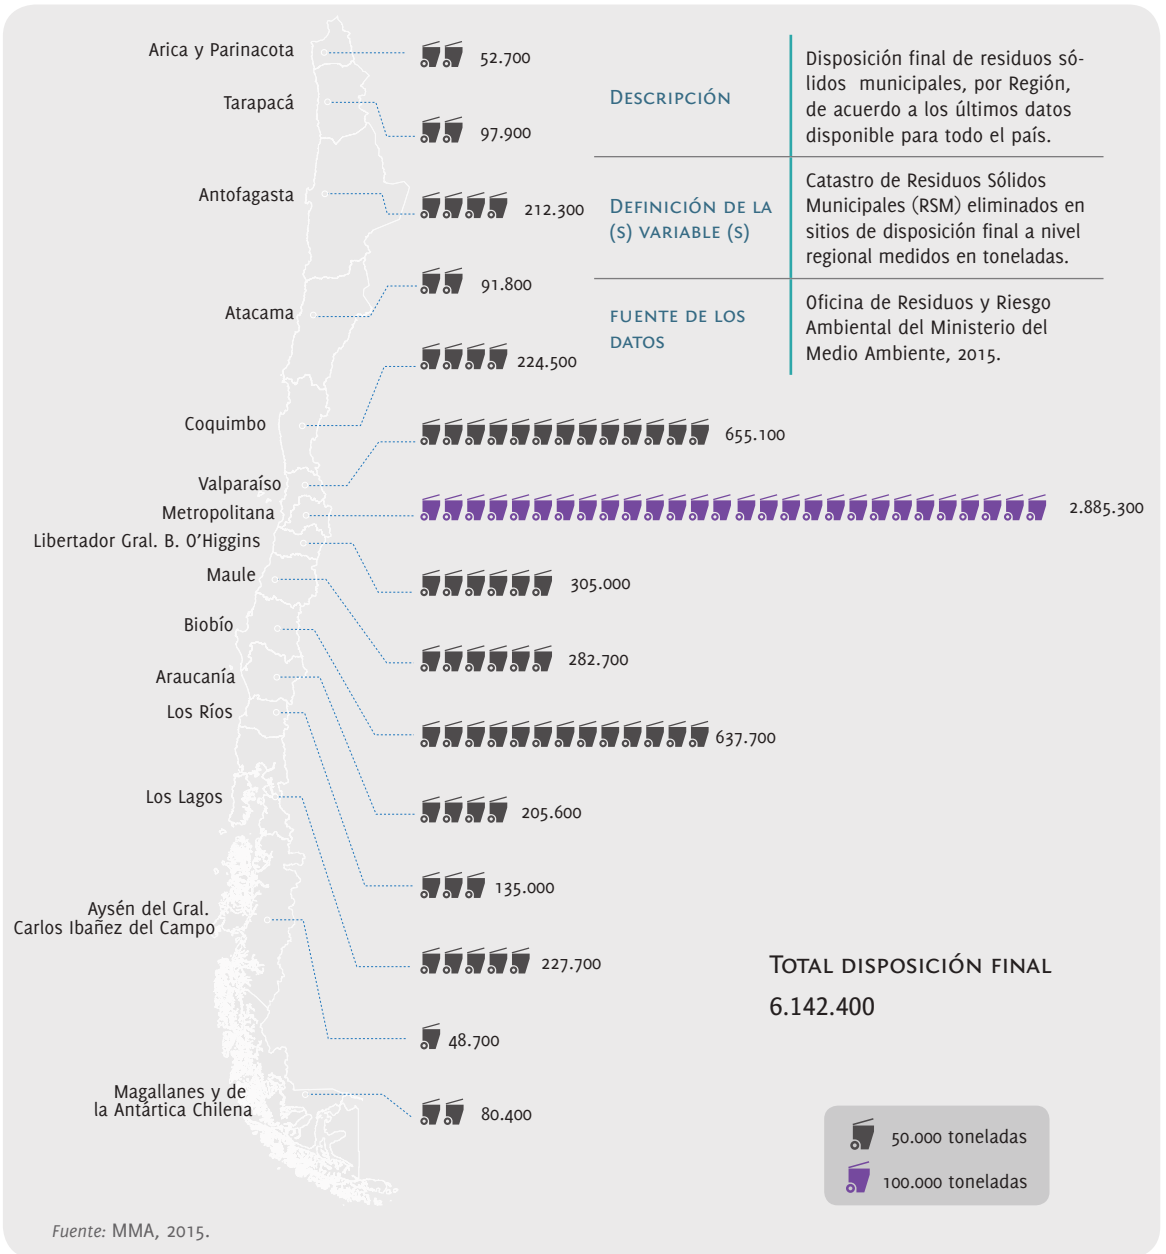 Arica y Parinacota
52.700
Tarapacá
97.900
Antofagasta
212.300
Atacama
91.800
Coquimbo
224.500
Valparaíso
655.100
Metropolitana
2.885.300
Libertador Gral. B. O'Higgins
305.000
Maule
282.700
Biobío
637.700
Araucanía
205.600
Los Ríos
135.000
Los Lagos
227.700
Aysén del Gral.
Carlos Ibañez del Campo
48.700
Magallanes y de
la Antártica Chilena
80.400
DESCRIPCIÓN
Disposición final de residuos só-
lidos municipales, por Región,
de acuerdo a los últimos datos
disponible para todo el país.
DEFINICIÓN DE LA
(S) VARIABLE (S)
Catastro de Residuos Sólidos
Municipales (RSM) eliminados en
sitios de disposición final a nivel
regional medidos en toneladas.
FUENTE DE LOS
DATOS
Oficina de Residuos y Riesgo
Ambiental del Ministerio del
Medio Ambiente, 2015.
TOTAL DISPOSICIÓN FINAL
6.142.400
50.000 toneladas
100.000 toneladas
Fuente: MMA, 2015.